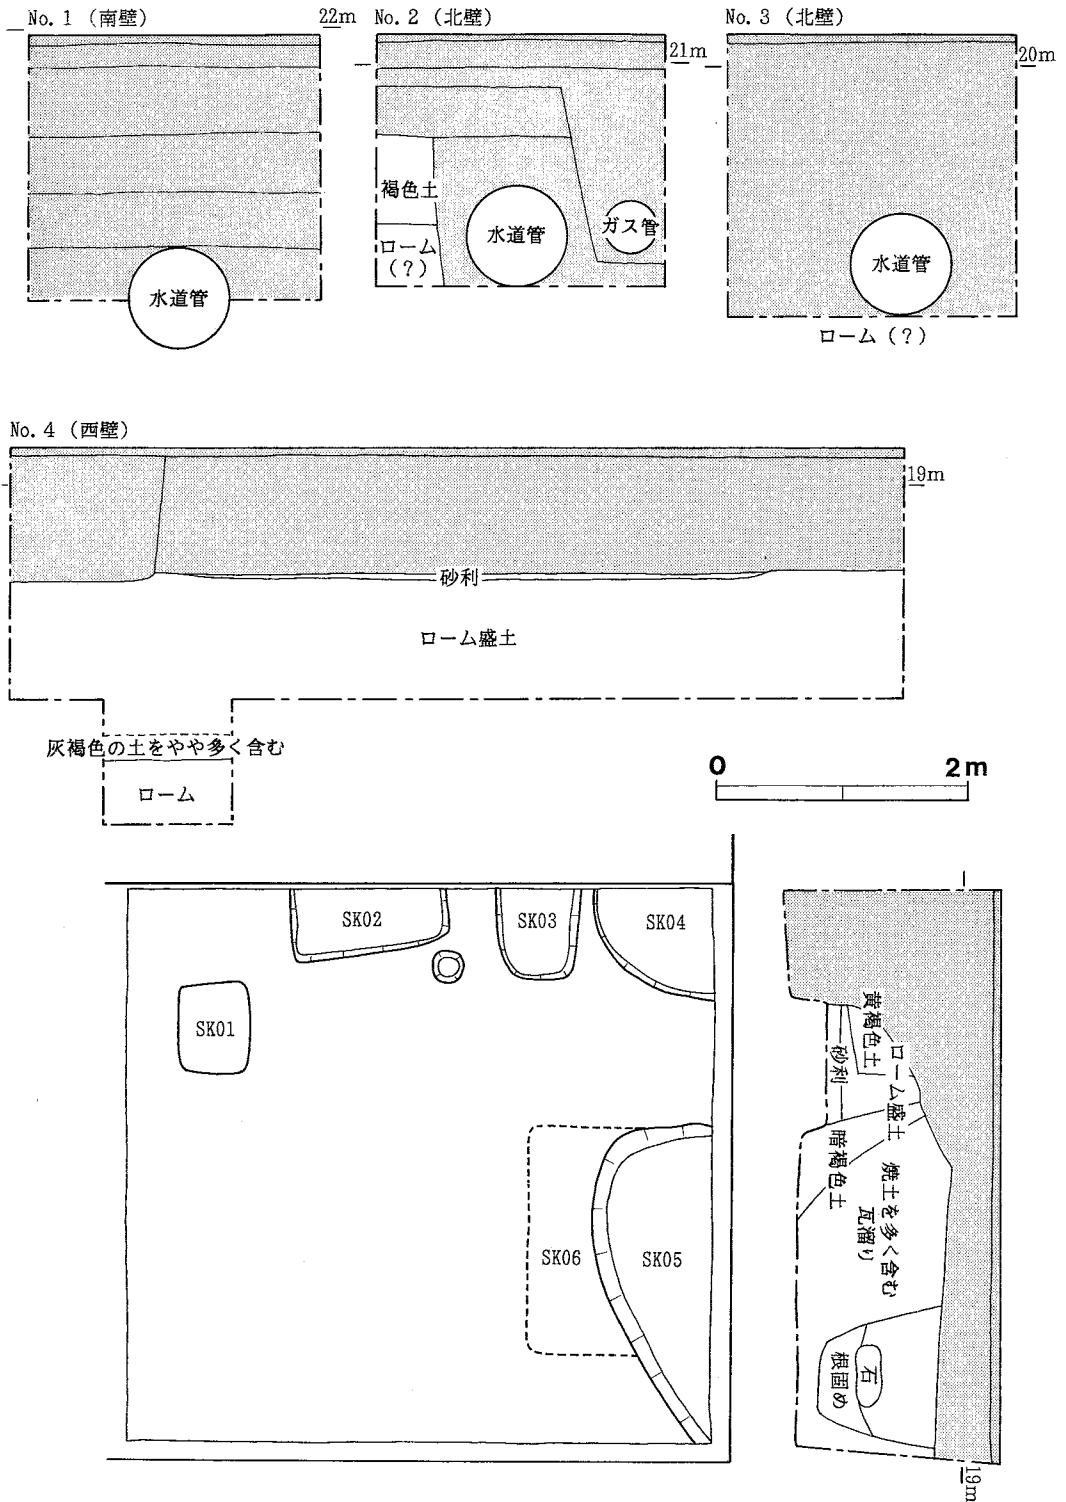 No. 1 (南壁)
22m
No. 2 (北壁)
21m
No. 3 (北壁)
20m
褐色土
ローム
(?)
水道管
ガス管
水道管
水道管
ローム (?)
No. 4 (西壁)
19m
砂利
ローム盛土
灰褐色の土をやや多く含む
ローム
0
2m
SK02
SK03
SK04
SK01
SK06
SK05
黄褐色土
砂利
ローム盛土
暗褐色土
焼土を多く含む
瓦溜り
石
根固め
19m